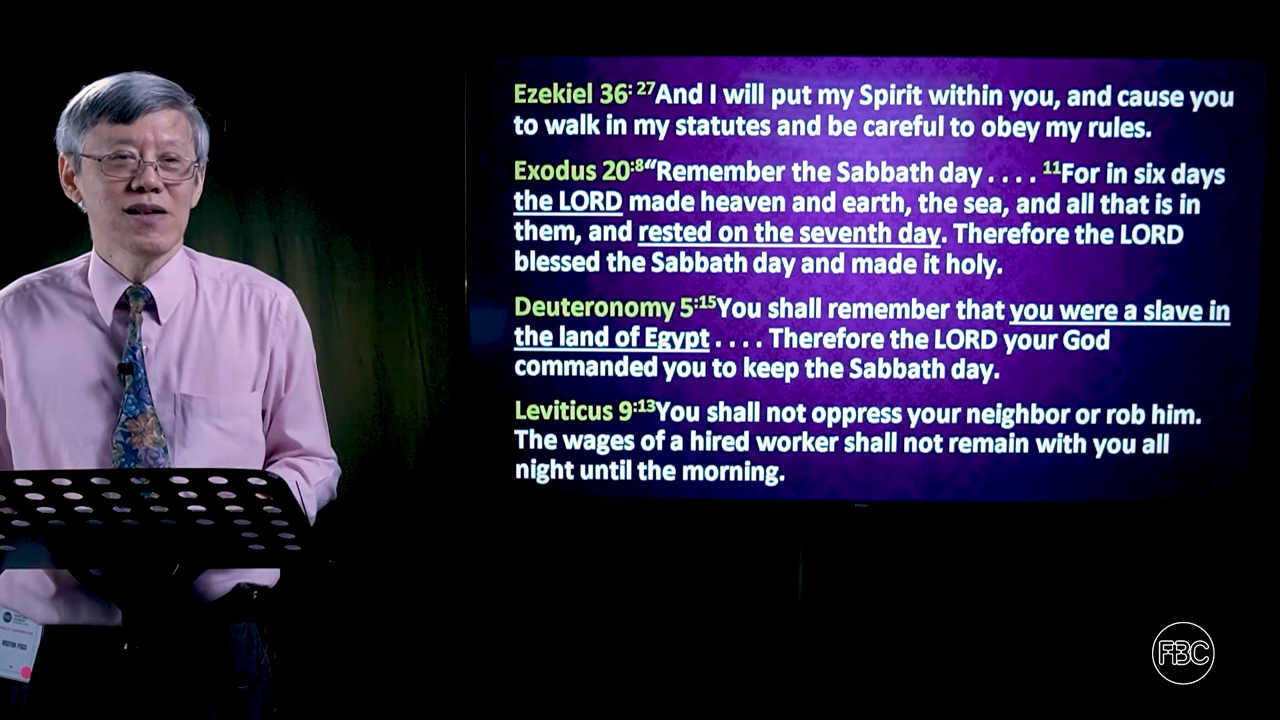 Ezekiel 36:27And I will put my Spirit within you, and cause you
to walk in my statutes and be careful to obey my rules.
Exodus 20:8“Remember the Sabbath day . . . . 11For in six days
the LORD made heaven and earth, the sea, and all that is in
them, and rested on the seventh day. Therefore the LORD
blessed the Sabbath day and made it holy.
Deuteronomy 5:15You shall remember that you were a slave in
the land of Egypt . . . . Therefore the LORD your God
commanded you to keep the Sabbath day.
Leviticus 9:13You shall not oppress your neighbor or rob him.
The wages of a hired worker shall not remain with you all
night until the morning.
VISITOR PASS
FBC